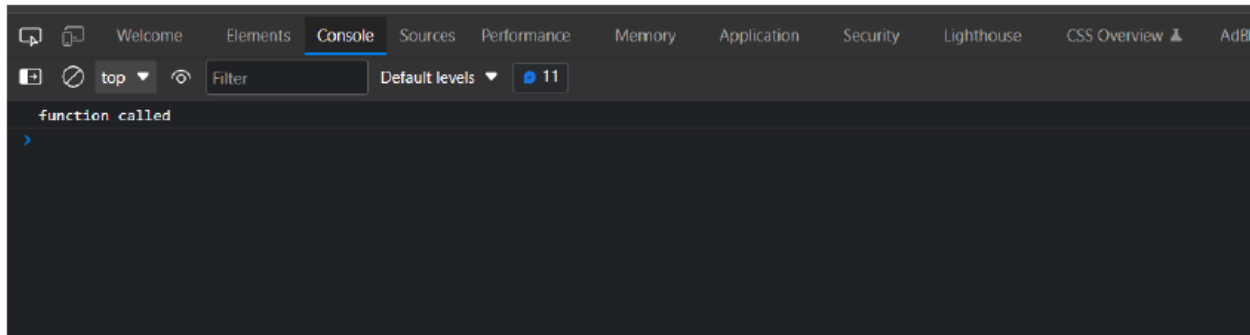 Welcome Elements Console Sources Performance Memory Application Security Lighthouse CSS Overview
top Filter Default levels 11
function called